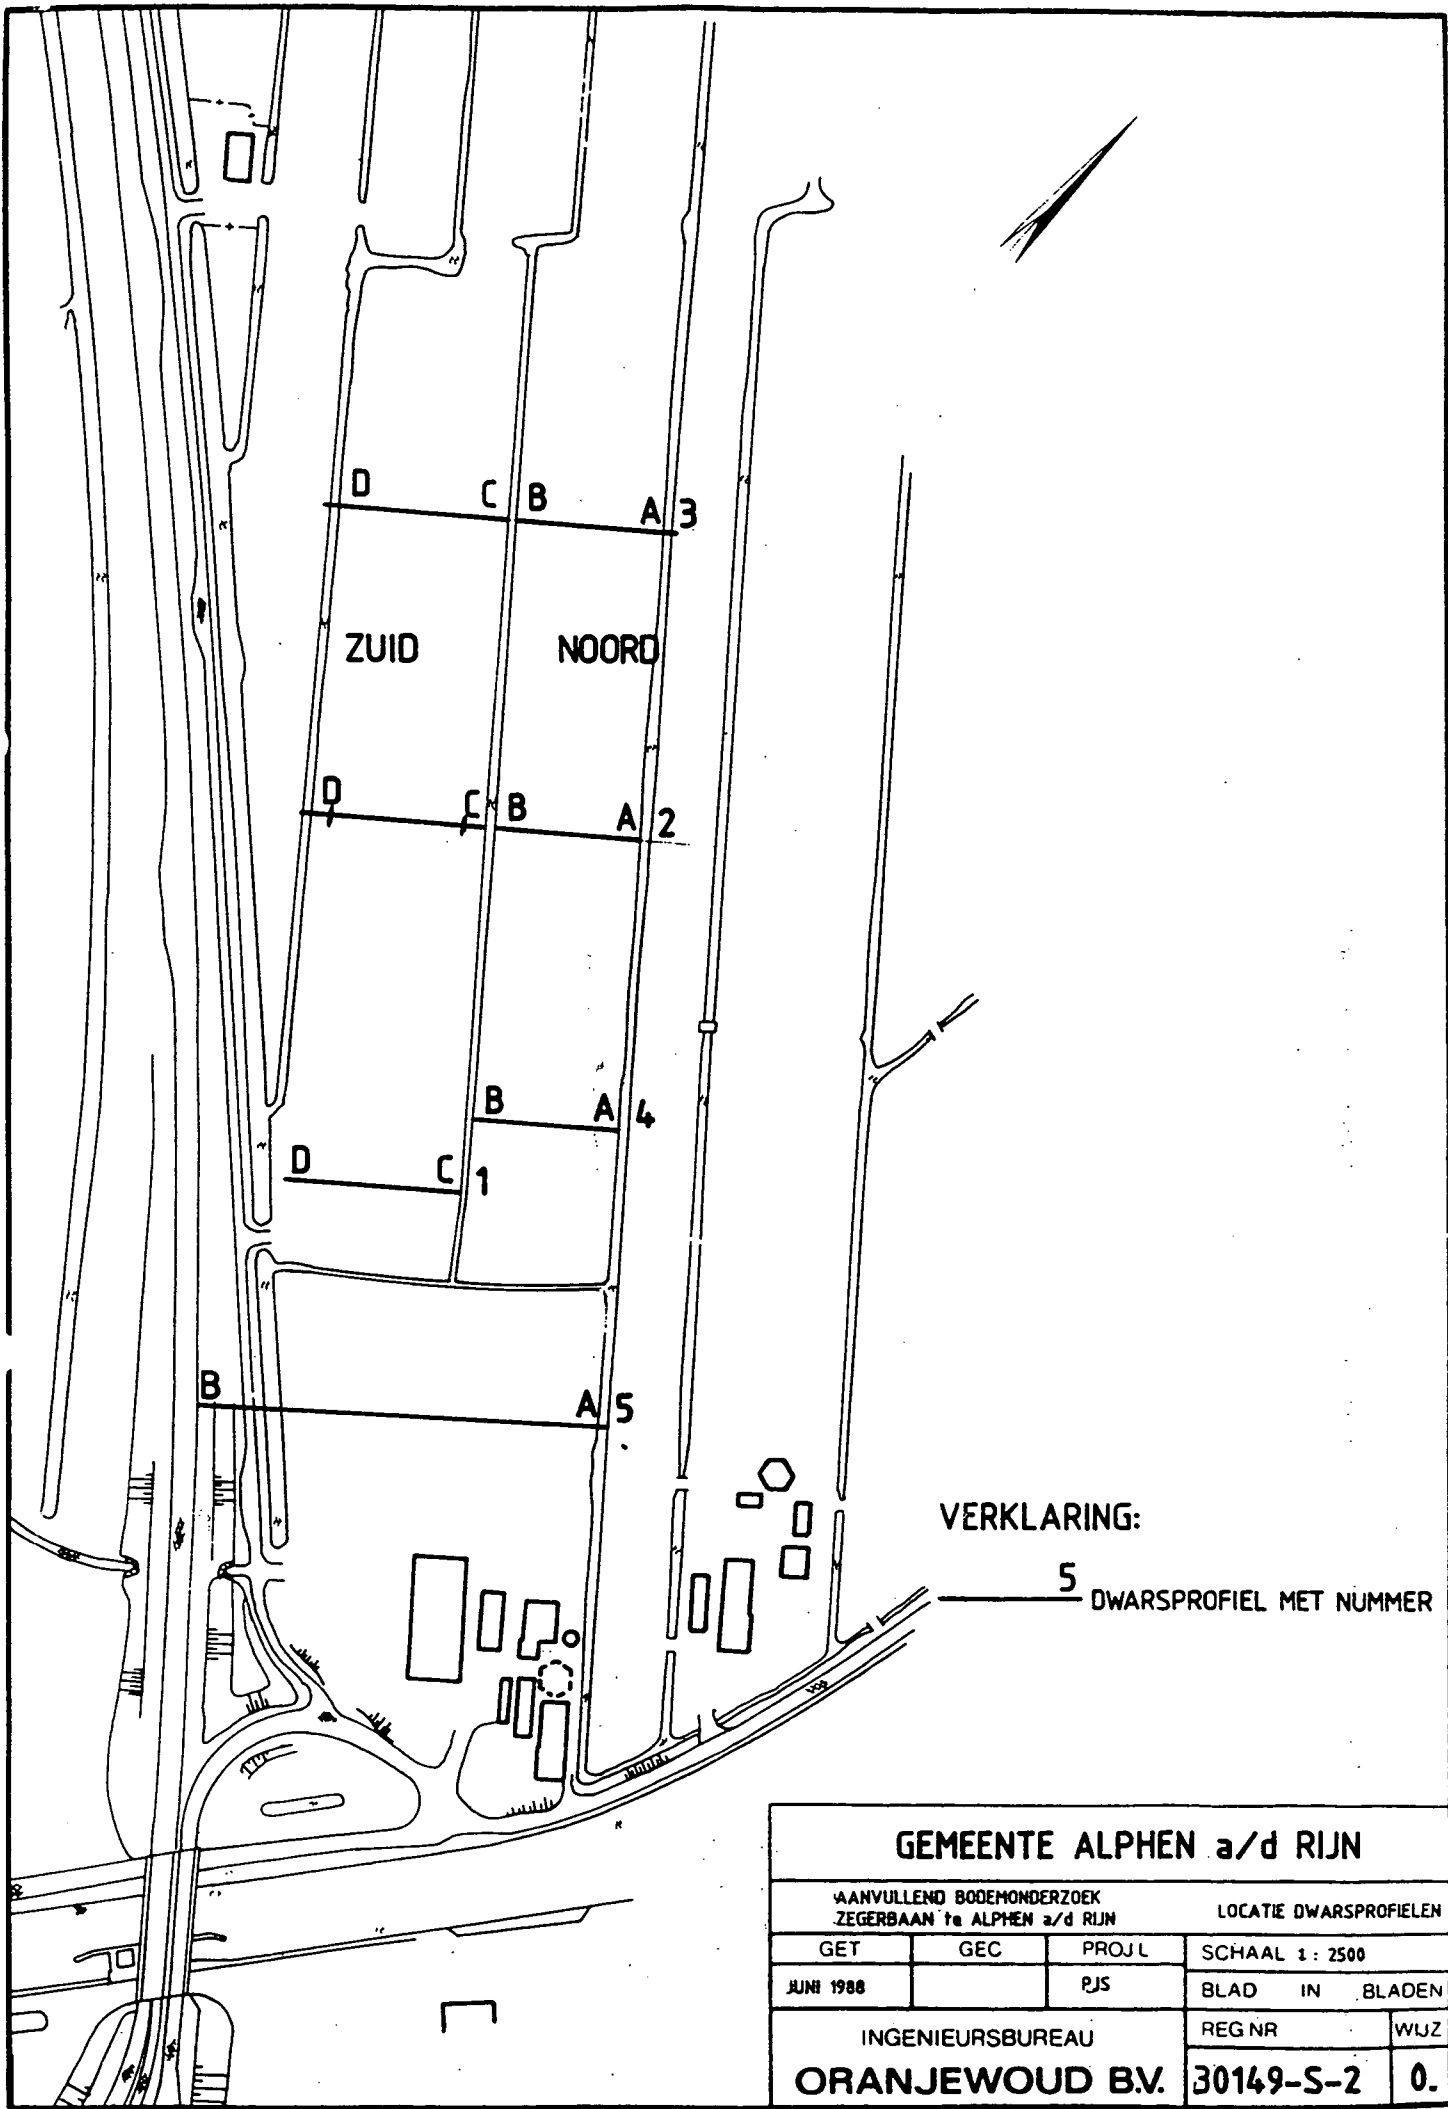 D C B A 3
ZUID NOORD
D C B A 2
B A 4
D C 1
B A 5
VERKLARING:
5
DWARSPROFIEL MET NUMMER
GEMEENTE ALPHEN a/d RIJN
AANVULLEND BODEMONDERZOEK
ZEGERBAAN te ALPHEN a/d RIJN
LOCATIE DWARSPROFIELEN
GET GEC PROJ L SCHAAL 1 : 2500
JUNI 1988 PJS BLAD IN BLADEN
INGENIEURSBUREAU
REG NR WIJZ
ORANJEWOUD B.V. 30149-S-2 0.